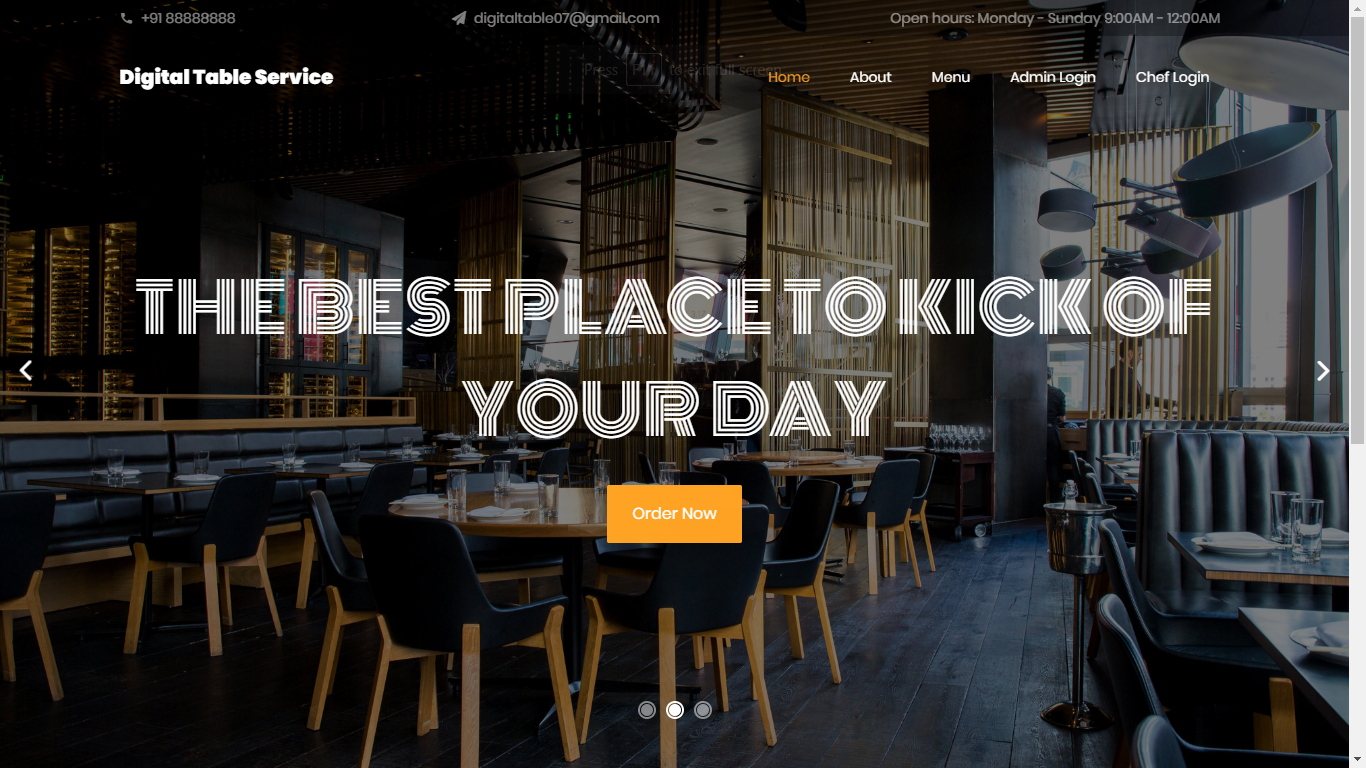 +91 88888888
digitaltable07@gmail.com
Open hours: Monday - Sunday 9:00AM - 12:00AM
Digital Table Service
Press to exit full screen
Home
About
Menu
Admin Login
Chef Login
THE BEST PLACE TO KICK OF
YOUR DAY
Order Now